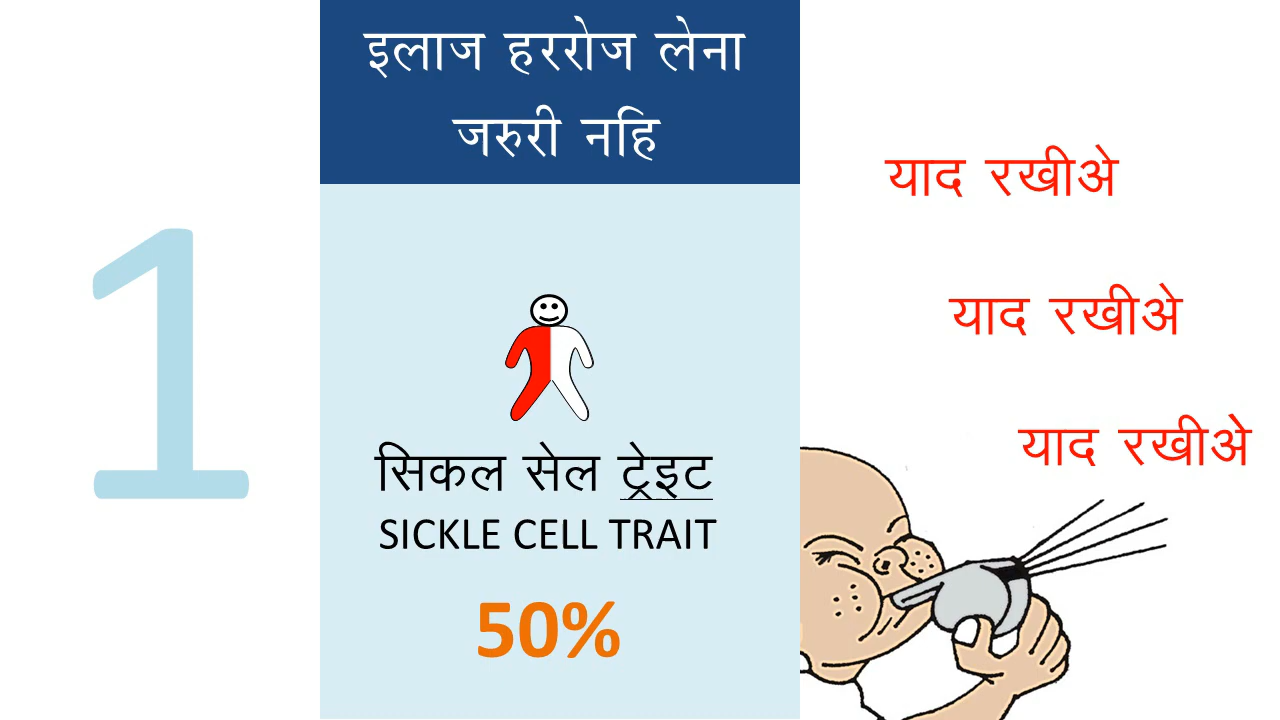 1
इलाज हररोज लेना
जरुरी नहि
सिकल सेल ट्रेइट
SICKLE CELL TRAIT
50%
याद रखीअे
याद रखीअे
याद रखीअे